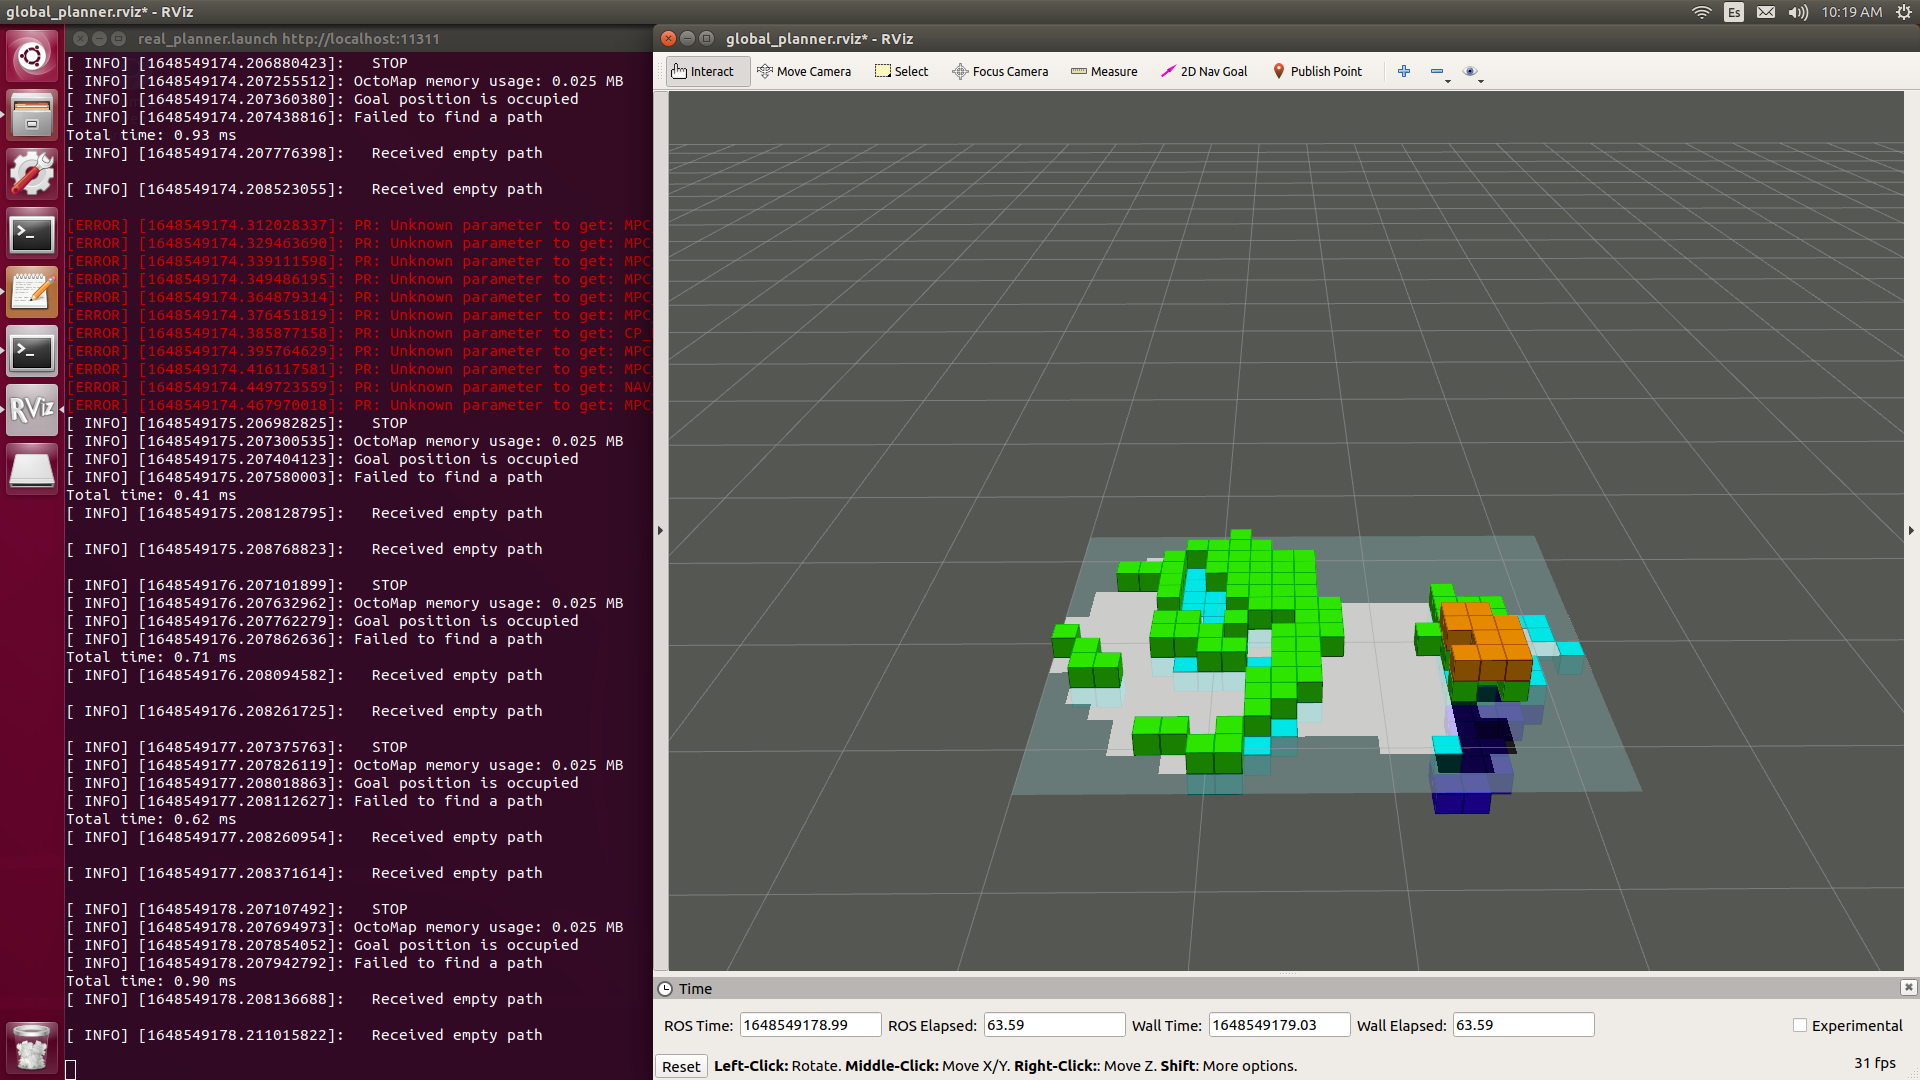 global_planner.rviz* - RViz
Es
10:19 AM
real_planner.launch http://localhost:11311
[ INFO] [1648549174.206880423]:   STOP
[ INFO] [1648549174.207255512]: OctoMap memory usage: 0.025 MB
[ INFO] [1648549174.207360380]: Goal position is occupied
[ INFO] [1648549174.207438816]: Failed to find a path
Total time: 0.93 ms
[ INFO] [1648549174.207776398]:   Received empty path
[ INFO] [1648549174.208523055]:   Received empty path
[ERROR] [1648549174.312028337]: PR: Unknown parameter to get: MPC
[ERROR] [1648549174.329463690]: PR: Unknown parameter to get: MPC
[ERROR] [1648549174.339111598]: PR: Unknown parameter to get: MPC
[ERROR] [1648549174.349486195]: PR: Unknown parameter to get: MPC
[ERROR] [1648549174.364879314]: PR: Unknown parameter to get: MPC
[ERROR] [1648549174.376451819]: PR: Unknown parameter to get: MPC
[ERROR] [1648549174.385877158]: PR: Unknown parameter to get: CP_
[ERROR] [1648549174.395764629]: PR: Unknown parameter to get: MPC
[ERROR] [1648549174.416117581]: PR: Unknown parameter to get: MPC
[ERROR] [1648549174.449723559]: PR: Unknown parameter to get: NAV
[ERROR] [1648549174.467970018]: PR: Unknown parameter to get: MPC
[ INFO] [1648549175.206982825]:   STOP
[ INFO] [1648549175.207300535]: OctoMap memory usage: 0.025 MB
[ INFO] [1648549175.207404123]: Goal position is occupied
[ INFO] [1648549175.207580003]: Failed to find a path
Total time: 0.41 ms
[ INFO] [1648549175.208128795]:   Received empty path
[ INFO] [1648549175.208768823]:   Received empty path
[ INFO] [1648549176.207101899]:   STOP
[ INFO] [1648549176.207632962]: OctoMap memory usage: 0.025 MB
[ INFO] [1648549176.207762279]: Goal position is occupied
[ INFO] [1648549176.207862636]: Failed to find a path
Total time: 0.71 ms
[ INFO] [1648549176.208094582]:   Received empty path
[ INFO] [1648549176.208261725]:   Received empty path
[ INFO] [1648549177.207375763]:   STOP
[ INFO] [1648549177.207826119]: OctoMap memory usage: 0.025 MB
[ INFO] [1648549177.208018863]: Goal position is occupied
[ INFO] [1648549177.208112627]: Failed to find a path
Total time: 0.62 ms
[ INFO] [1648549177.208260954]:   Received empty path
[ INFO] [1648549177.208371614]:   Received empty path
[ INFO] [1648549178.207107492]:   STOP
[ INFO] [1648549178.207694973]: OctoMap memory usage: 0.025 MB
[ INFO] [1648549178.207854052]: Goal position is occupied
[ INFO] [1648549178.207942792]: Failed to find a path
Total time: 0.90 ms
[ INFO] [1648549178.208136688]:   Received empty path
[ INFO] [1648549178.211015822]:   Received empty path
RViz
global_planner.rviz* - RViz
Interact Move Camera Select Focus Camera Measure 2D Nav Goal Publish Point
Time
ROS Time: 1648549178.99 ROS Elapsed: 63.59 Wall Time: 1648549179.03 Wall Elapsed: 63.59 Experimental
Reset Left-Click: Rotate. Middle-Click: Move X/Y. Right-Click:: Move Z. Shift: More options. 31 fps